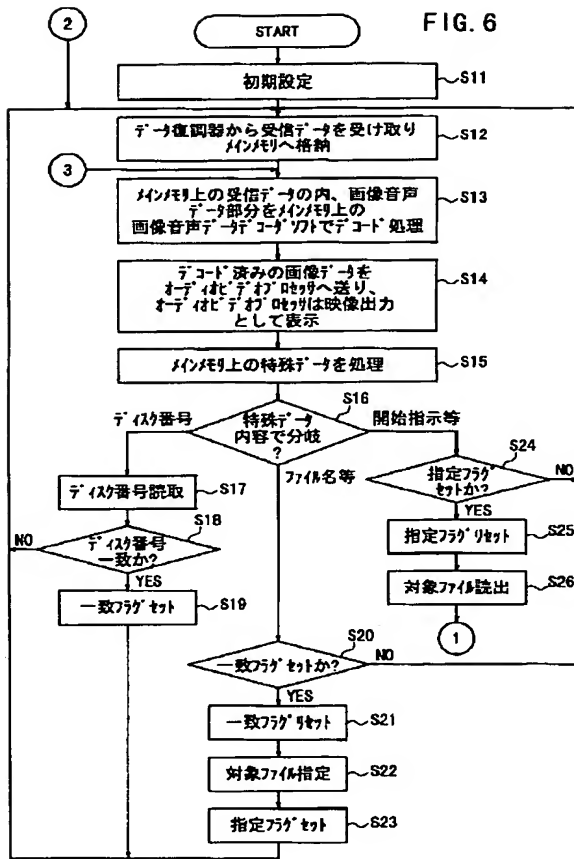 FIG. 6
2
START
初期設定
S11
データ復調器から受信データを受け取り
メインメモリへ格納
S12
3
メインメモリ上の受信データの内、画像音声
データ部分をメインメモリ上の
画像音声データデコーダソフトでデコード処理
S13
デコード済みの画像データを
オーディオビデオプロセッサへ送り、
オーディオビデオプロセッサは映像出力
として表示
S14
メインメモリ上の特殊データを処理
S15
S16
ディスク番号
特殊データ
内容で分岐
?
開始指示等
ファイル名等
ディスク番号読取
S17
S18
NO
ディスク番号
一致か?
YES
一致フラグセット
S19
S24
指定フラグ
セットか?
NO
YES
指定フラグリセット
S25
対象ファイル読出
S26
1
S20
一致フラグセットか?
NO
YES
一致フラグリセット
S21
対象ファイル指定
S22
指定フラグセット
S23